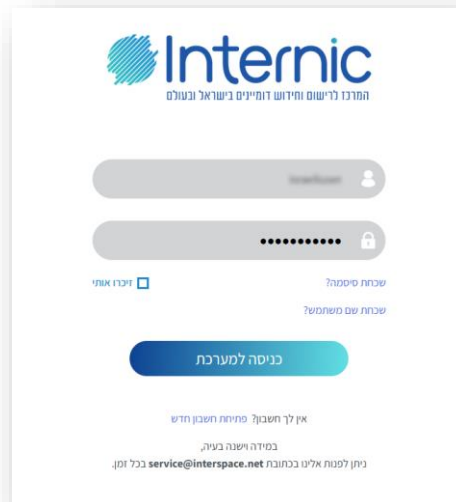 Internic
המרכז לרישום וחידוש דומיינים בישראל ובעולם
שכחת סיסמה?
זיכרו אותי
שכחת שם משתמש?
כניסה למערכת
אין לך חשבון? פתיחת חשבון חדש
במידה וישנה בעיה,
ניתן לפנות אלינו בכתובת service@interspace.net בכל זמן.